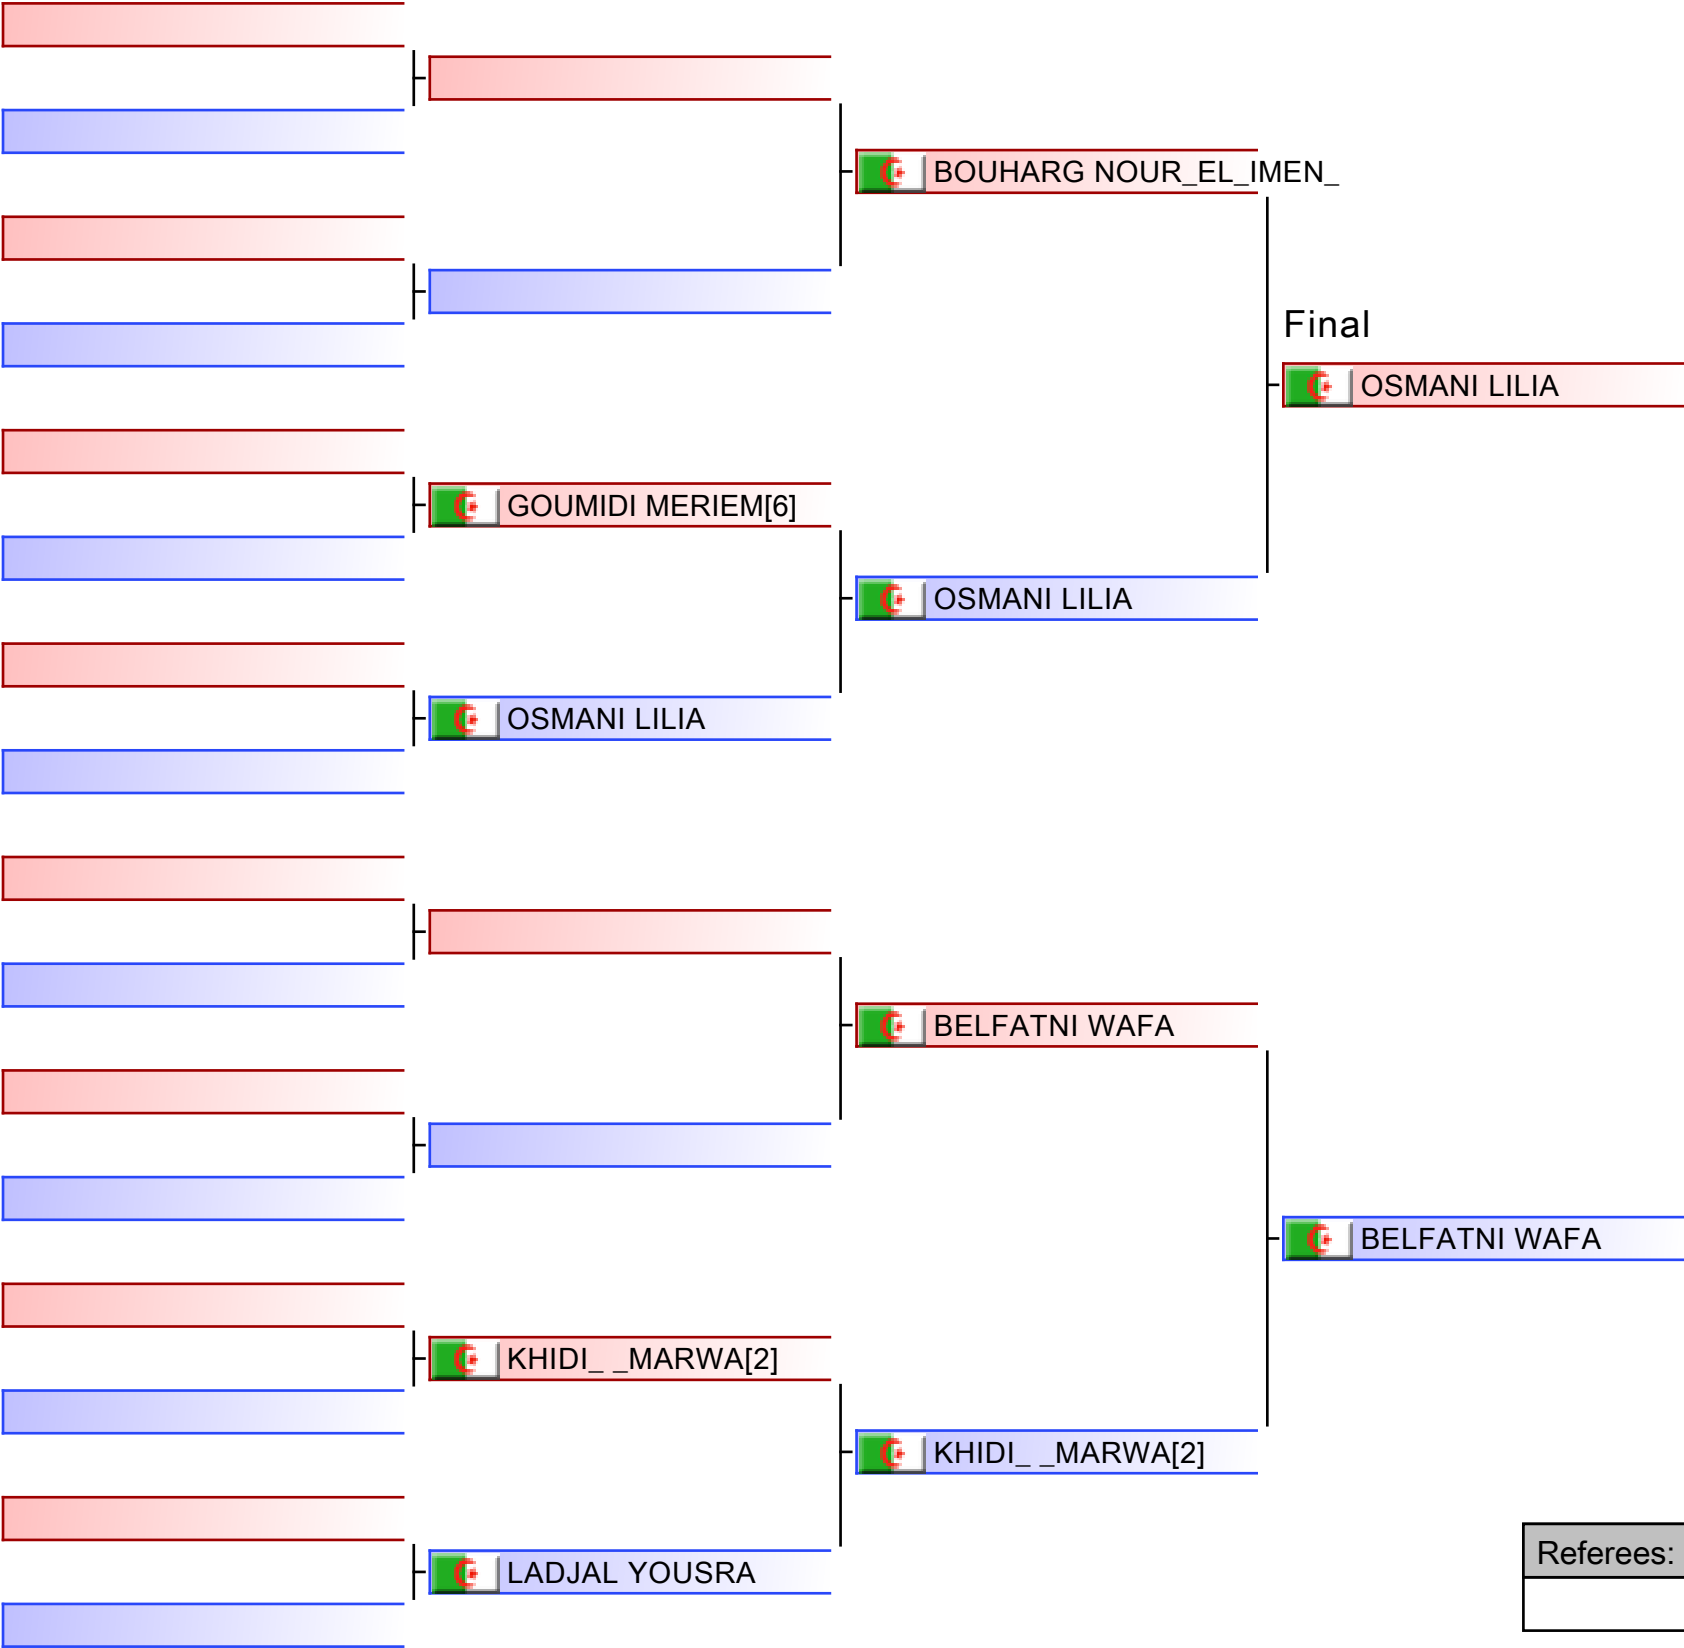 BOUHARG NOUR_EL_IMEN_
Final
OSMANI LILIA
GOUMIDI MERIEM[6]
OSMANI LILIA
OSMANI LILIA
BELFATNI WAFA
BELFATNI WAFA
KHIDI_ _MARWA[2]
KHIDI_ _MARWA[2]
LADJAL YOUSRA
Referees: